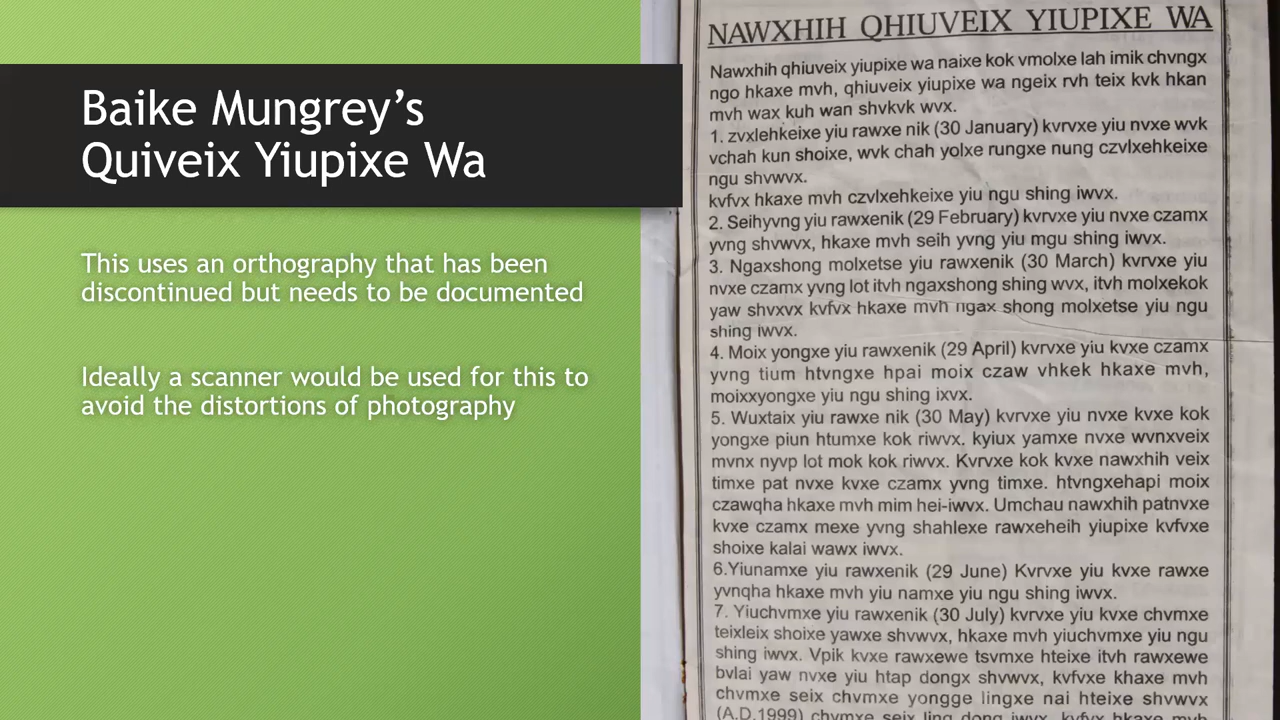 Baike Mungrey’s
Quiveix Yiupixe Wa
This uses an orthography that has been
discontinued but needs to be documented
Ideally a scanner would be used for this to
avoid the distortions of photography
NAWXHIH QHIUVEIX YIUPIXE WA
Nawxhih qhiuveix yiupixe wa naixe kok vmolxe lah imik chvngx
ngo hkaxe mvh, qhiuveix yiupixe wa ngeix rvh teix kvk hkan
mvh wax kuh wan shvkvk wvx.
1. zvxlehkeixe yiu rawxe nik (30 January) kvrvxe yiu nvxe wvk
vchah kun shoixe, wvk chah yolxe rungxe nung czvlxehkeixe
ngu shvwvx.
kvfvx hkaxe mvh czvlxehkeixe yiu ngu shing iwvx.
2. Seihyvng yiu rawxenik (29 February) kvrvxe yiu nvxe czamx
yvng shvwvx, hkaxe mvh seih yvng yiu mgu shing iwvx.
3. Ngaxshong molxetse yiu rawxenik (30 March) kvrvxe yiu
nvxe czamx yvng lot itvh ngaxshong shing wvx, itvh molxekok
yaw shvxvx kvfvx hkaxe mvh ngax shong molxetse yiu ngu
shing iwvx.
4. Moix yongxe yiu rawxenik (29 April) kvrvxe yiu kvxe czamx
yvng tium htvngxe hpai moix czaw vhkek hkaxe mvh,
moixxyongxe yiu ngu shing ixvx.
5. Wuxtaix yiu rawxe nik (30 May) kvrvxe yiu nvxe kvxe kok
yongxe piun htumxe kok riwvx. kyiux yamxe nvxe wvnxveix
mvnx nyvp lot mok kok riwvx. Kvrvxe kok kvxe nawxhih veix
timxe pat nvxe kvxe czamx yvng timxe. htvngxehapi moix
czawqha hkaxe mvh mim hei-iwvx. Umchau nawxhih patnvxe
kvxe czamx mexe yvng shahlexe rawxeheih yiupixe kvfvxe
shoixe kalai wawx iwvx.
6.Yiunamxe yiu rawxenik (29 June) Kvrvxe yiu kvxe rawxe
yvnqha hkaxe mvh yiu namxe yiu ngu shing iwvx.
7. Yiuchvmxe yiu rawxenik (30 July) kvrvxe yiu kvxe chvmxe
teixleix shoixe yawxe shvwvx, hkaxe mvh yiuchvmxe yiu ngu
shing iwvx. Vpik kvxe rawxewe tsvmxe hteixe itvh rawxewe
bvlai yaw nvxe yiu htap dongx shvwvx, kvfvxe khaxe mvh
chvmxe seix chvmxe yongge lingxe nai hteixe shvwvx
(A.D.1999) chvmxe seix ling dong iwvx, kvfvx hkaxe mvh